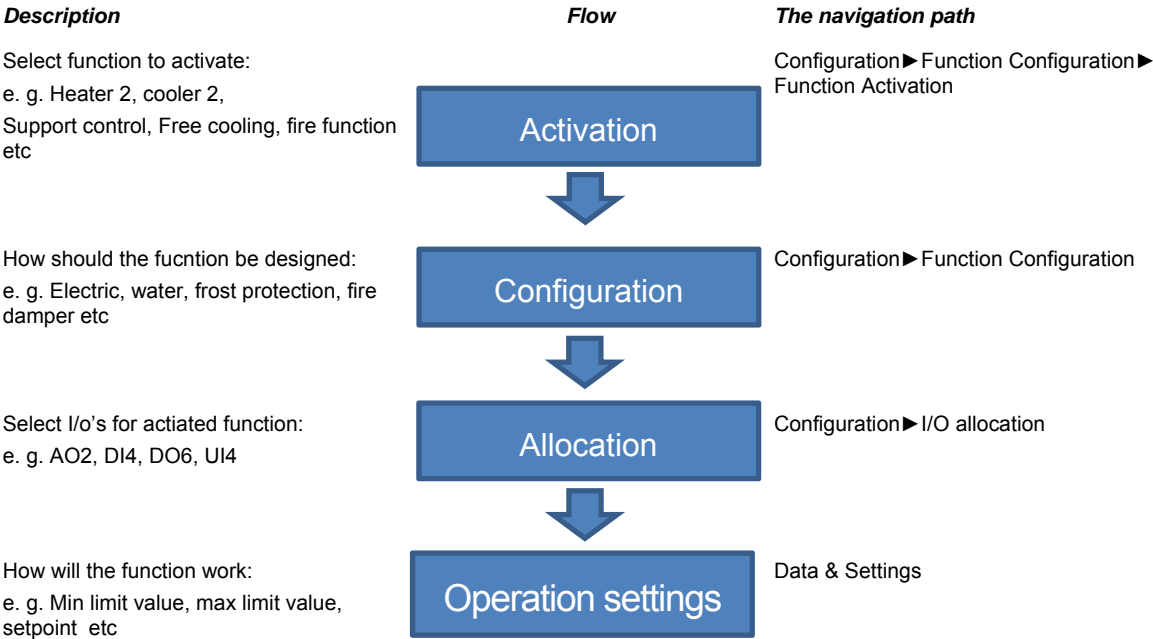 Description
Flow
The navigation path
Select function to activate:
e. g. Heater 2, cooler 2,
Support control, Free cooling, fire function
etc
Activation
Configuration►Function Configuration►
Function Activation
How should the fucntion be designed:
e. g. Electric, water, frost protection, fire
damper etc
Configuration
Configuration►Function Configuration
Select I/o's for actiated function:
e. g. AO2, DI4, DO6, UI4
Allocation
Configuration►I/O allocation
How will the function work:
e. g. Min limit value, max limit value,
setpoint etc
Operation settings
Data & Settings